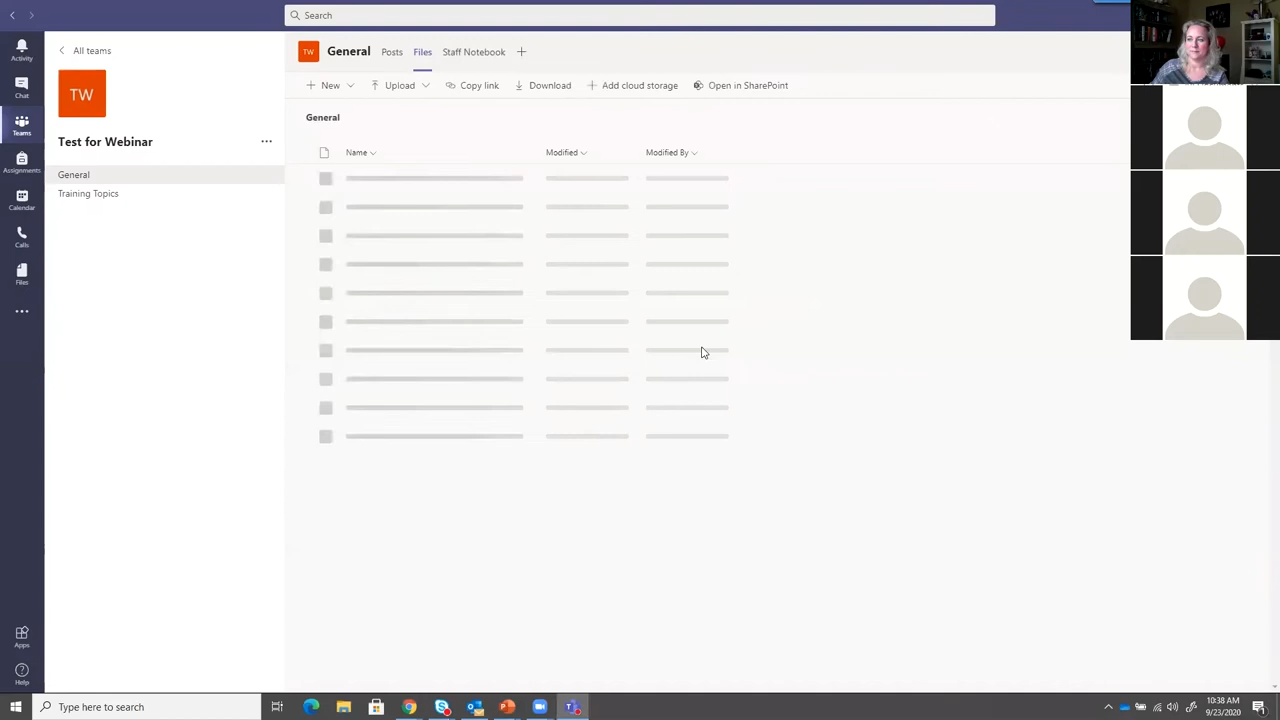 Search
Activity
Chat
Teams
Assignments
Calendar
Calls
Files
Apps
Help
All teams
TW
Test for Webinar
General
Training Topics
TW General Posts Files Staff Notebook
New Upload Copy link Download Add cloud storage Open in SharePoint
General
Name Modified Modified By
Type here to search
10:38 AM
9/23/2020